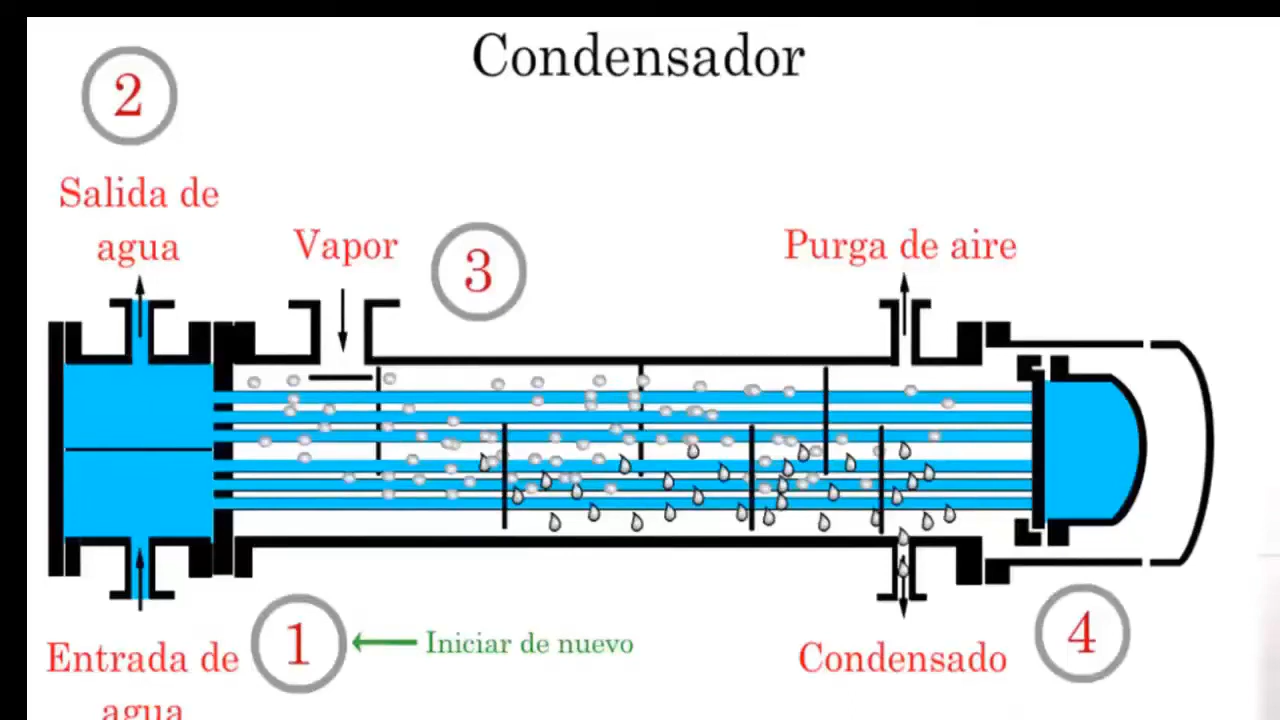 Condensador
2
Salida de
agua
Vapor
3
Purga de aire
1
Iniciar de nuevo
Entrada de
agua
Condensado
4